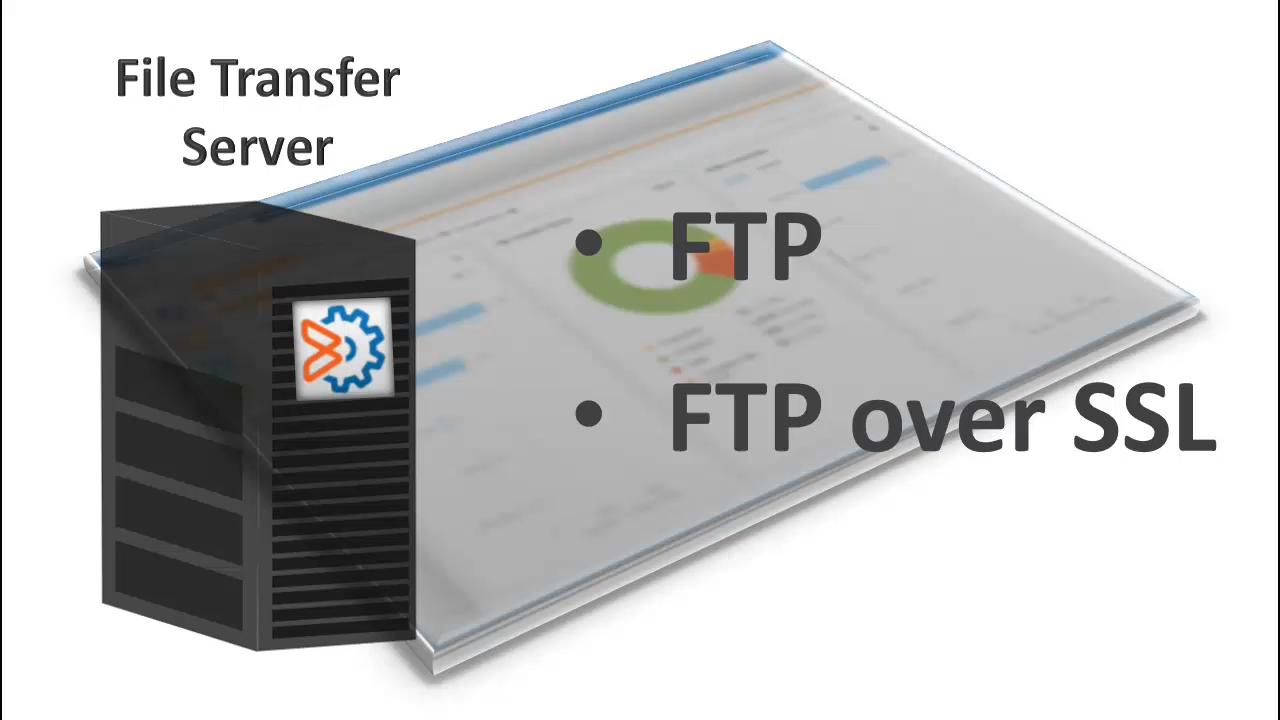 File Transfer
Server
• FTP
• FTP over SSL